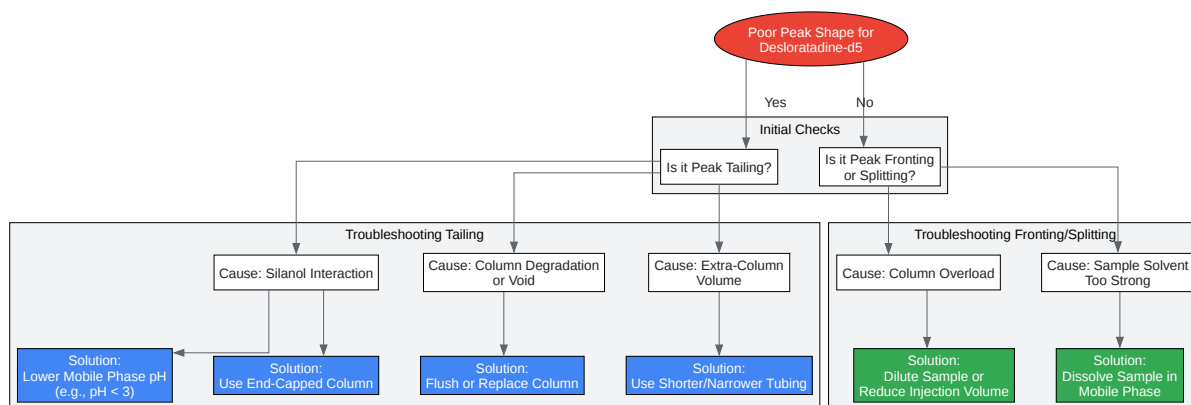 Poor Peak Shape for
Desloratadine-d5
Yes
No
Initial Checks
Is it Peak Tailing?
Is it Peak Fronting
or Splitting?
Troubleshooting Tailing
Troubleshooting Fronting/Splitting
Cause: Silanol Interaction
Cause: Column Degradation
or Void
Cause: Extra-Column
Volume
Cause: Column Overload
Cause: Sample Solvent
Too Strong
Solution:
Lower Mobile Phase pH
(e.g., pH < 3)
Solution:
Use End-Capped Column
Solution:
Flush or Replace Column
Solution:
Use Shorter/Narrower Tubing
Solution:
Dilute Sample or
Reduce Injection Volume
Solution:
Dissolve Sample in
Mobile Phase